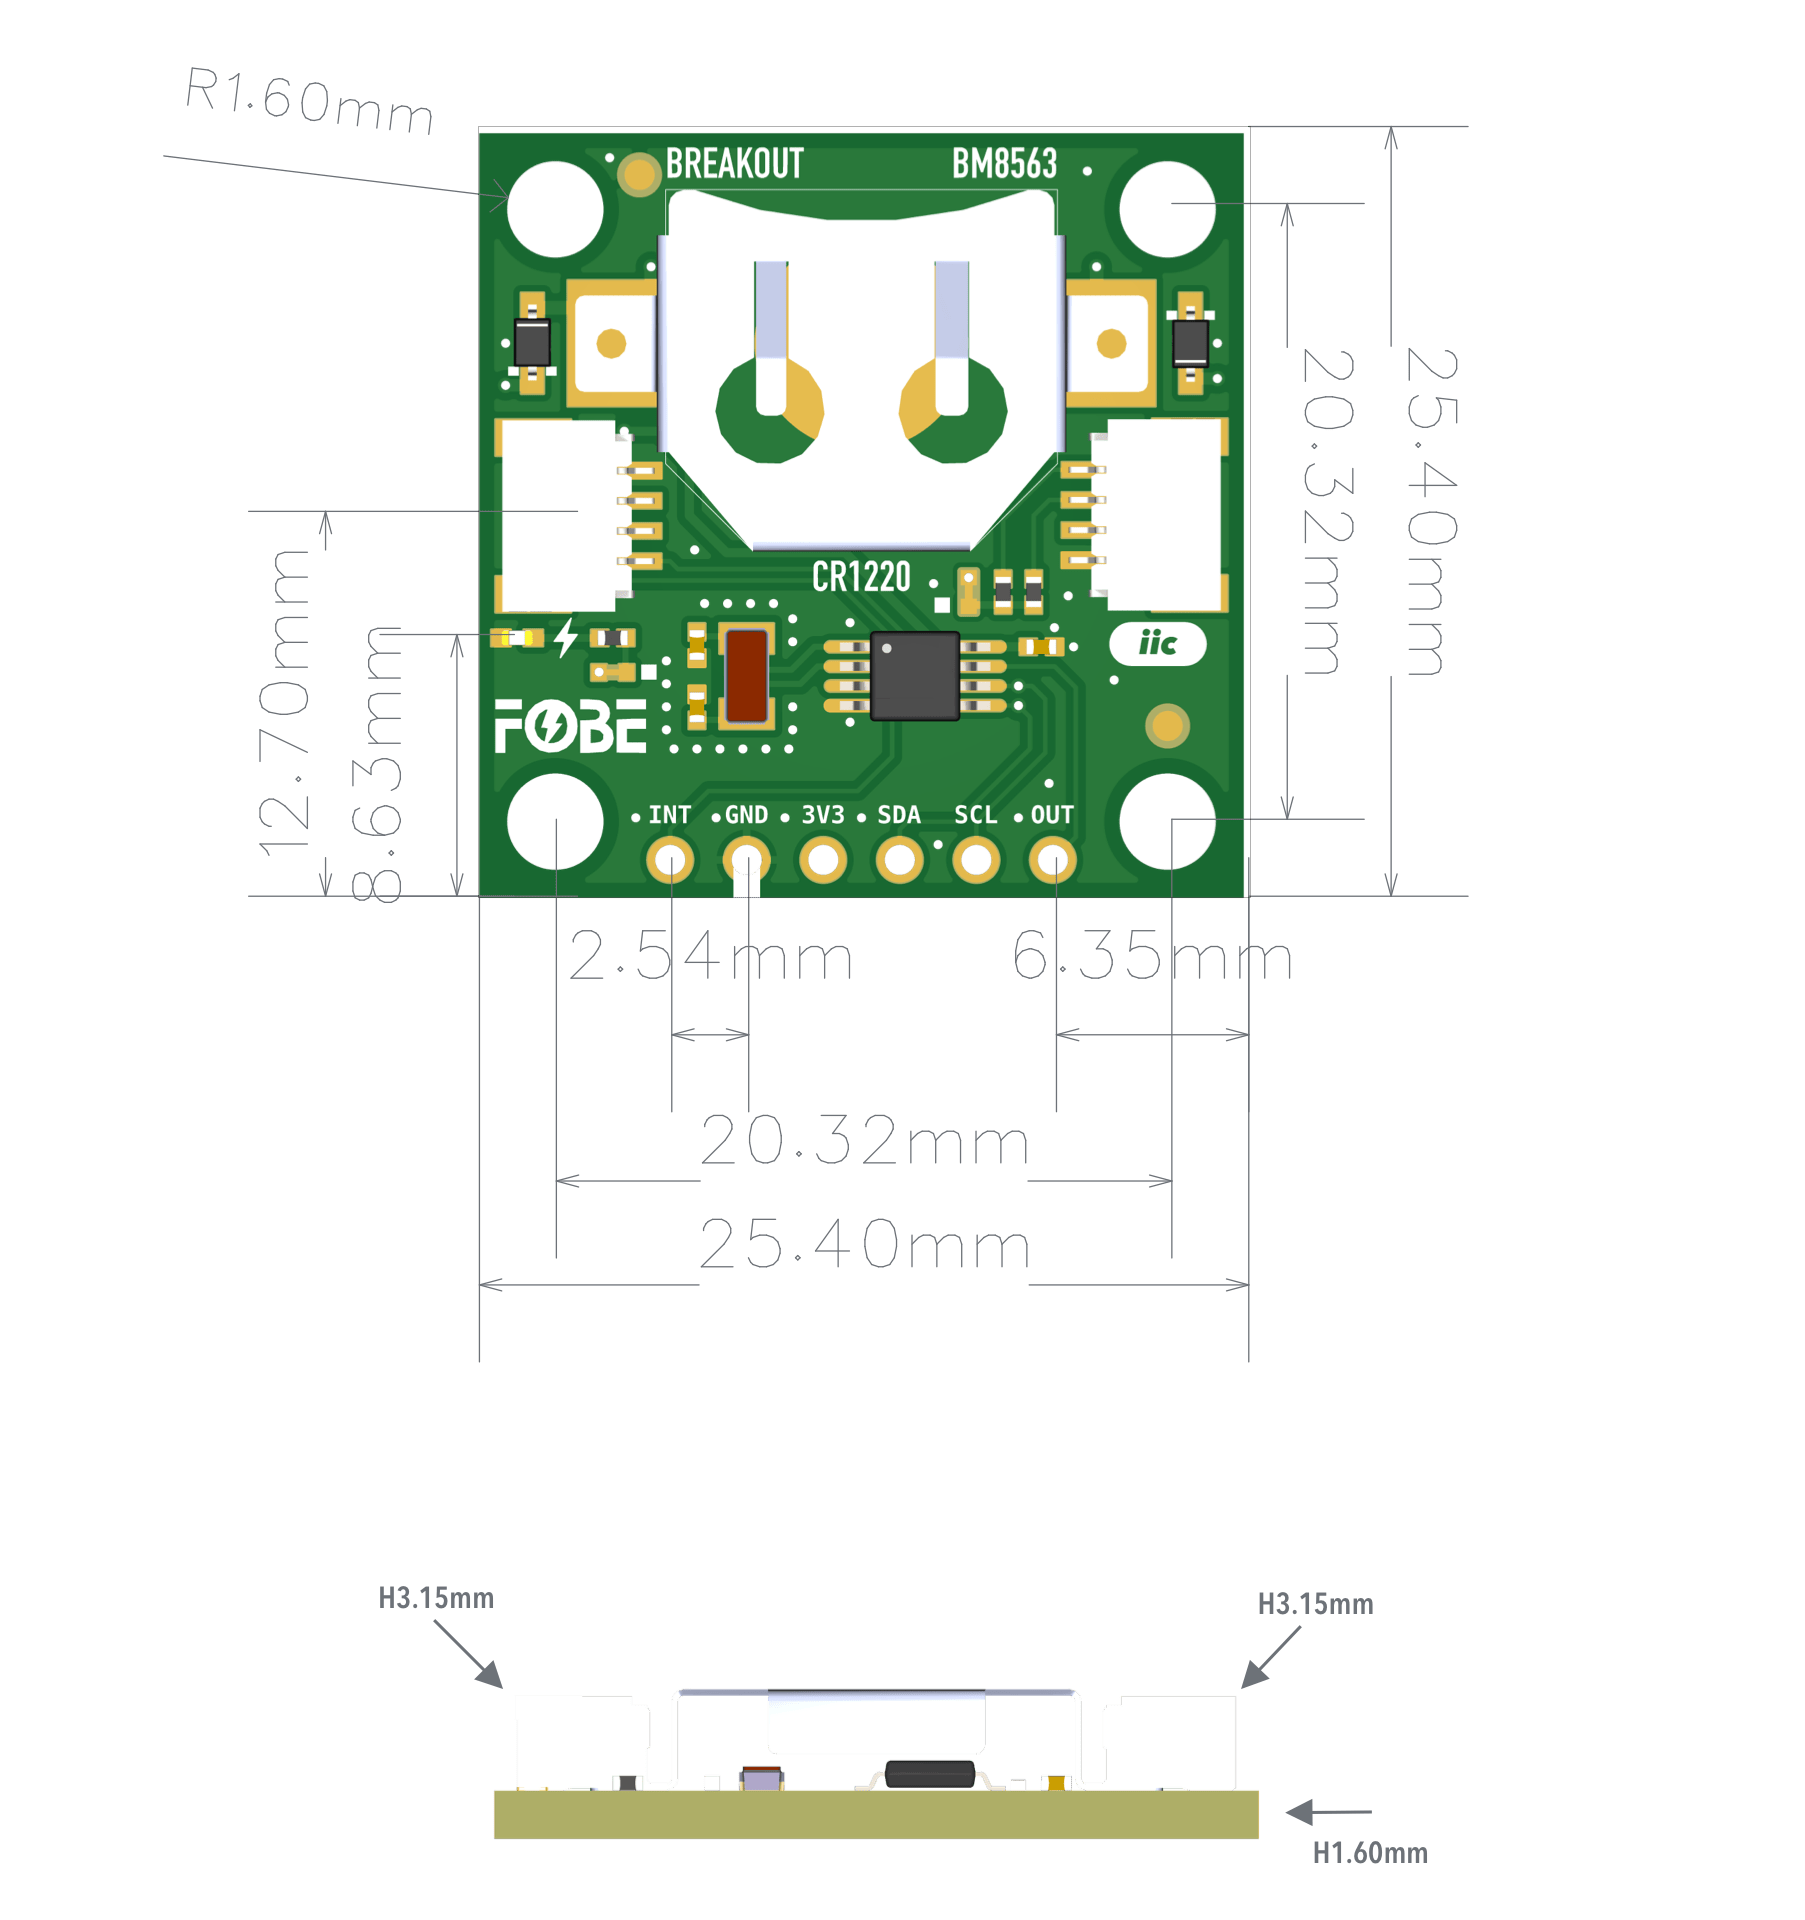 R1.60mm
BREAKOUT
BM8563
20.32mm
25.40mm
12.70mm
8.63mm
CR1220
iic
FOBE
INT
GND
3V3
SDA
SCL
OUT
2.54mm
6.35mm
20.32mm
25.40mm
H3.15mm
H3.15mm
H1.60mm